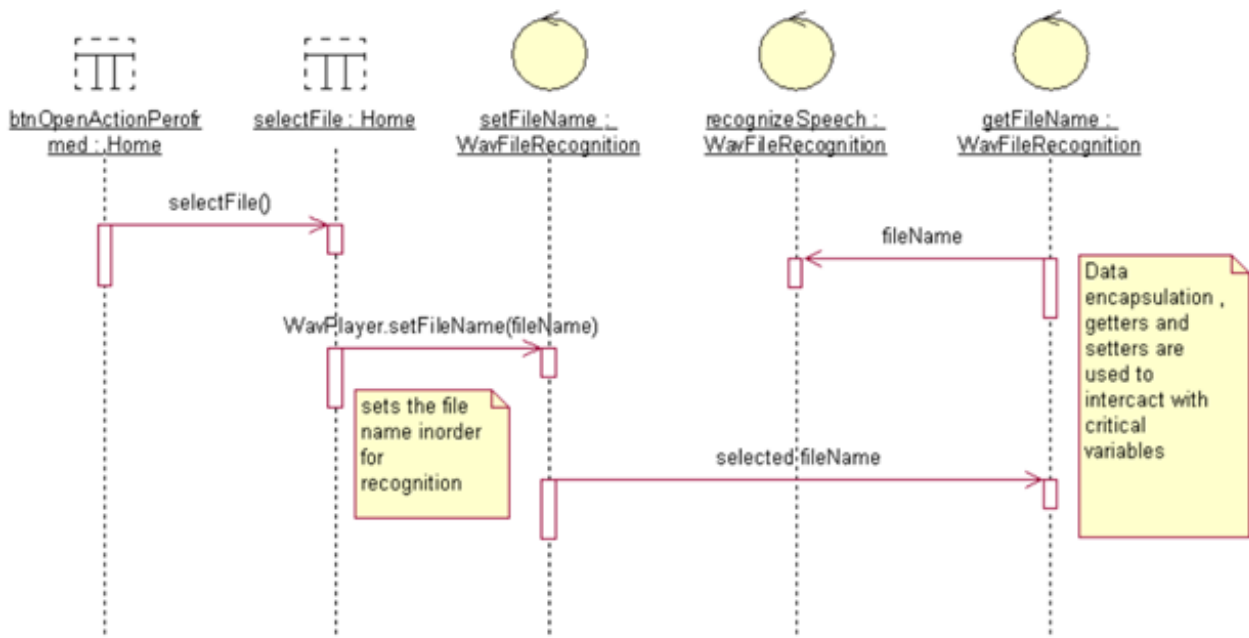 btnOpenActionPerofr
med : Home
selectFile : Home
setFileName :
WavFileRecognition
recognizeSpeech :
WavFileRecognition
getFileName :
WavFileRecognition
selectFile()
fileName
WavPlayer.setFileName(fileName)
sets the file
name inorder
for
recognition
selected fileName
Data
encapsulation ,
getters and
setters are
used to
intercact with
critical
variables